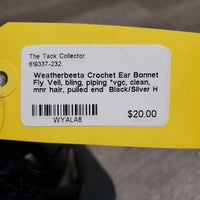 The Tack Collector
619337-232
Weatherbeeta Crochet Ear Bonnet
Fly Veil, bling, piping *vgc, clean,
mnr hair, pulled end Black/Silver H
$20.00
WYALA8